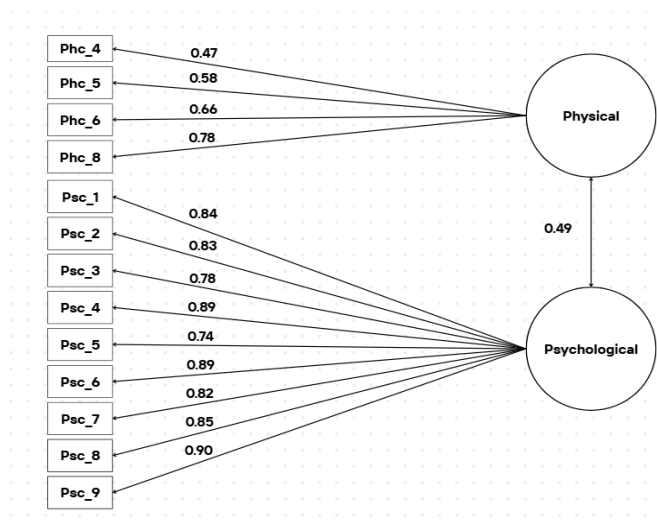 Phc_4
0.47
Phc_5
0.58
Phc_6
0.66
Physical
Phc_8
0.78
Psc_1
0.84
Psc_2
0.49
0.83
Psc_3
0.78
Psc_4
0.89
Psc_5
0.74
Psychological
Psc_6
0.89
Psc_7
0.82
Psc_8
0.85
Psc_9
0.90